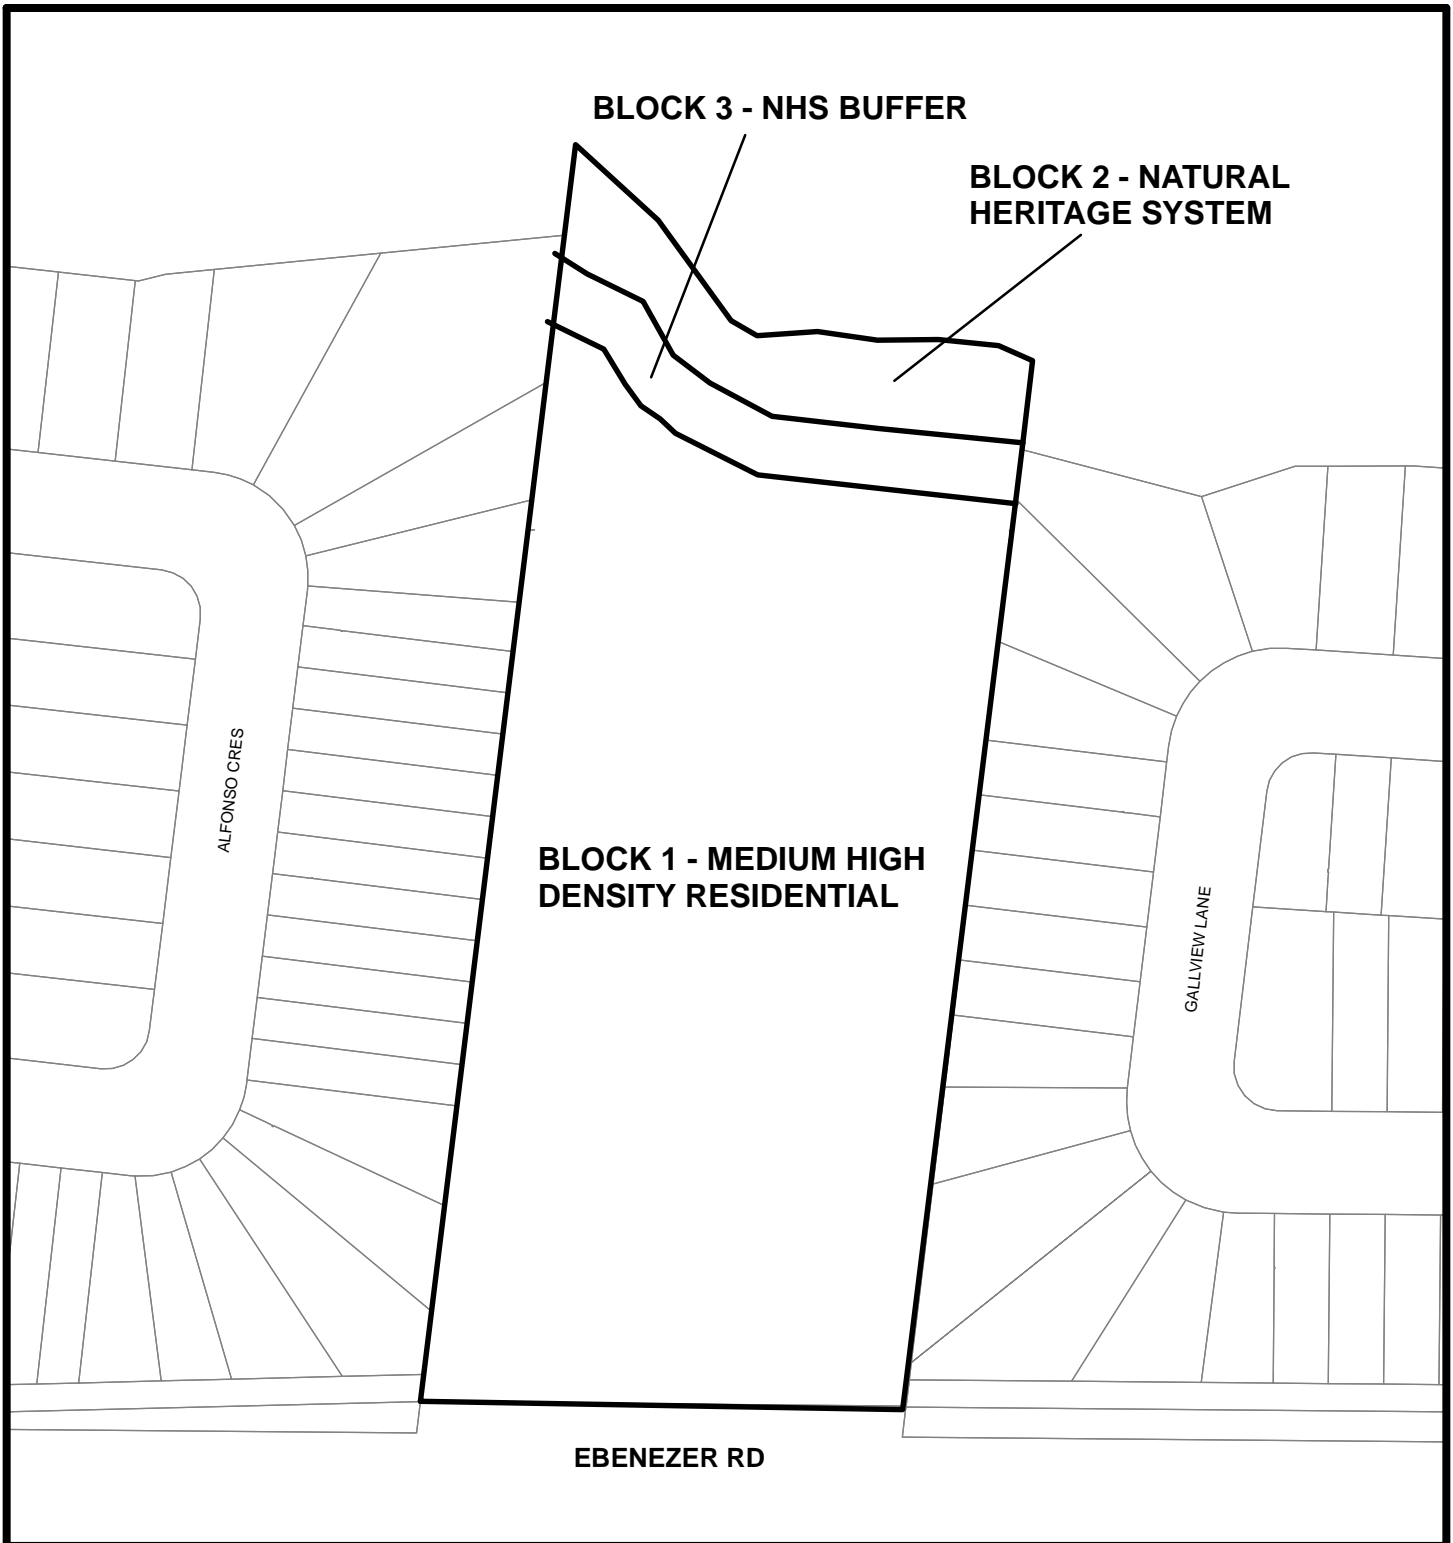 BLOCK 3 - NHS BUFFER
BLOCK 2 - NATURAL
HERITAGE SYSTEM
ALFONSO CRES
BLOCK 1 - MEDIUM HIGH
DENSITY RESIDENTIAL
GALLVIEW LANE
EBENEZER RD